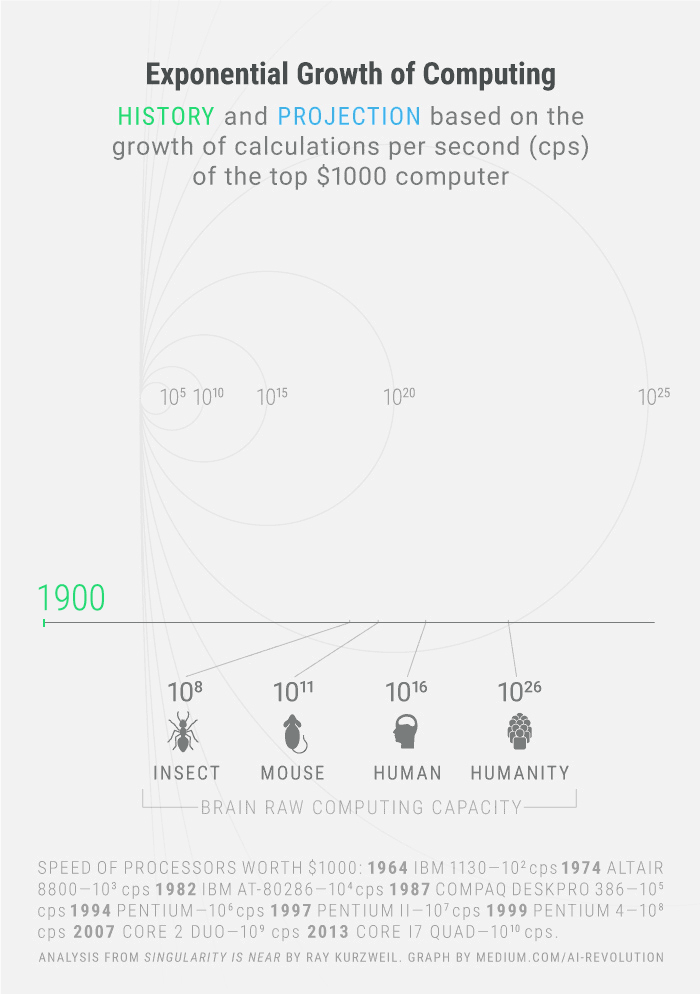 Exponential Growth of Computing
HISTORY and PROJECTION based on the
growth of calculations per second (cps)
of the top $1000 computer
10⁵ 10¹⁰ 10¹⁵ 10²⁰ 10²⁵
1900
10⁸ 10¹¹ 10¹⁶ 10²⁶
INSECT MOUSE HUMAN HUMANITY
BRAIN RAW COMPUTING CAPACITY
SPEED OF PROCESSORS WORTH $1000: 1964 IBM 1130–10² cps 1974 ALTAIR
8800–10³ cps 1982 IBM AT-80286–10⁴ cps 1987 COMPAQ DESKPRO 386–10⁵
cps 1994 PENTIUM–10⁶ cps 1997 PENTIUM II–10⁷ cps 1999 PENTIUM 4–10⁸
cps 2007 CORE 2 DUO–10⁹ cps 2013 CORE I7 QUAD–10¹⁰ cps.
ANALYSIS FROM SINGULARITY IS NEAR BY RAY KURZWEIL. GRAPH BY MEDIUM.COM/AI-REVOLUTION